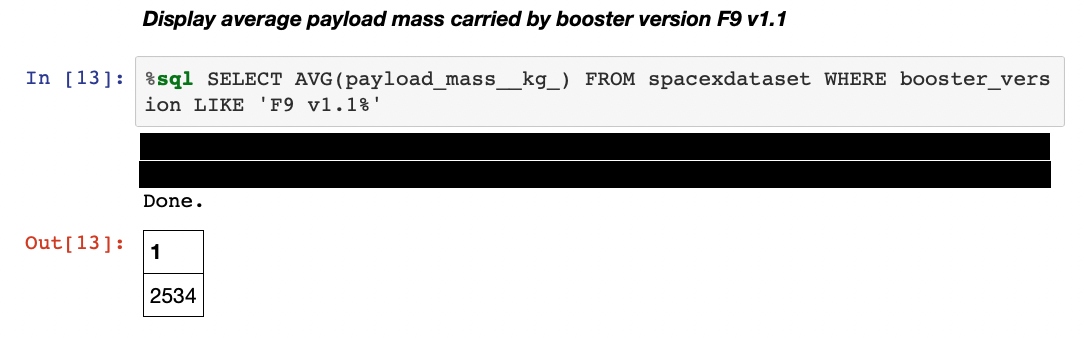 Display average payload mass carried by booster version F9 v1.1
In [13]: %sql SELECT AVG(payload_mass__kg_) FROM spacexdataset WHERE booster_vers
ion LIKE 'F9 v1.1%'
Done.
Out[13]:
1
2534